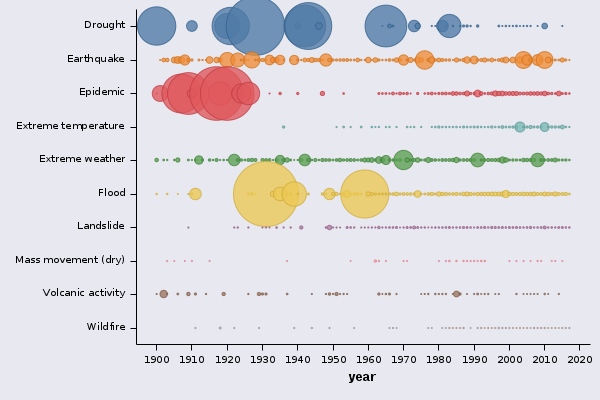 Drought
Earthquake
Epidemic
Extreme temperature
Extreme weather
Flood
Landslide
Mass movement (dry)
Volcanic activity
Wildfire
1900 1910 1920 1930 1940 1950 1960 1970 1980 1990 2000 2010 2020
year